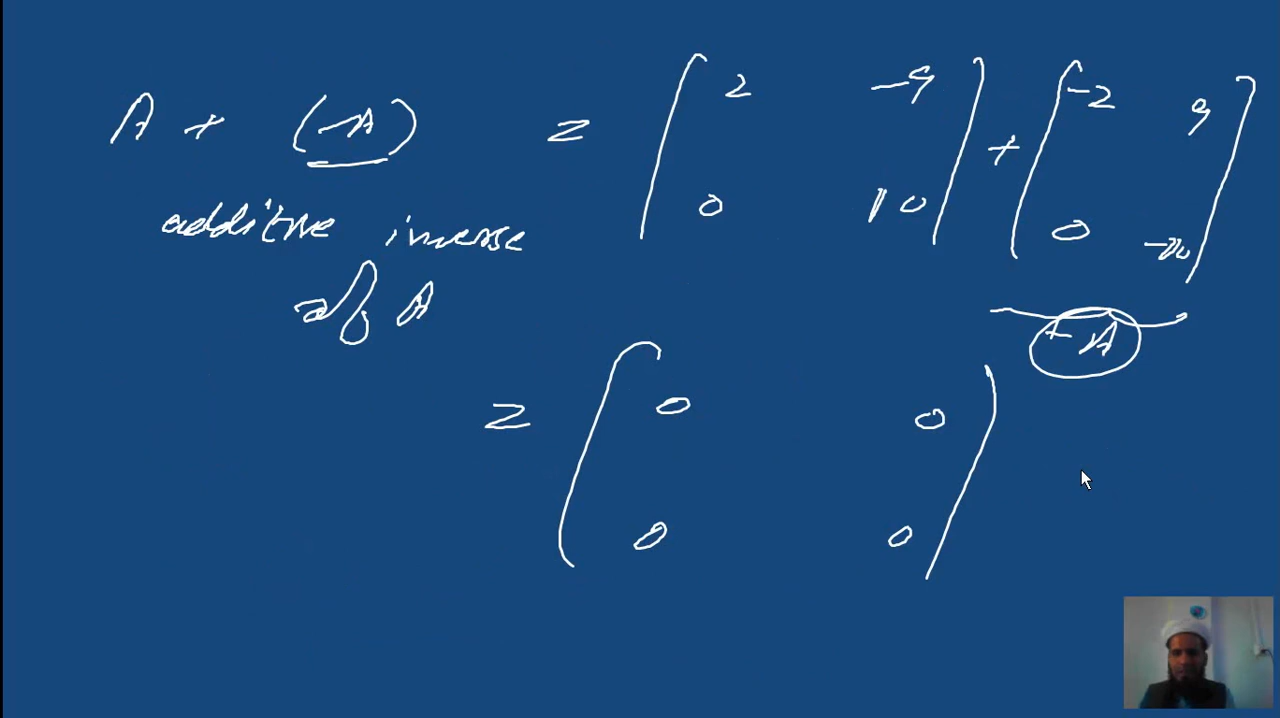 A + (-A) = [2 -9 0 10] + [-2 9 0 -10]
additive inverse of A
-A
= [0 0 0 0]